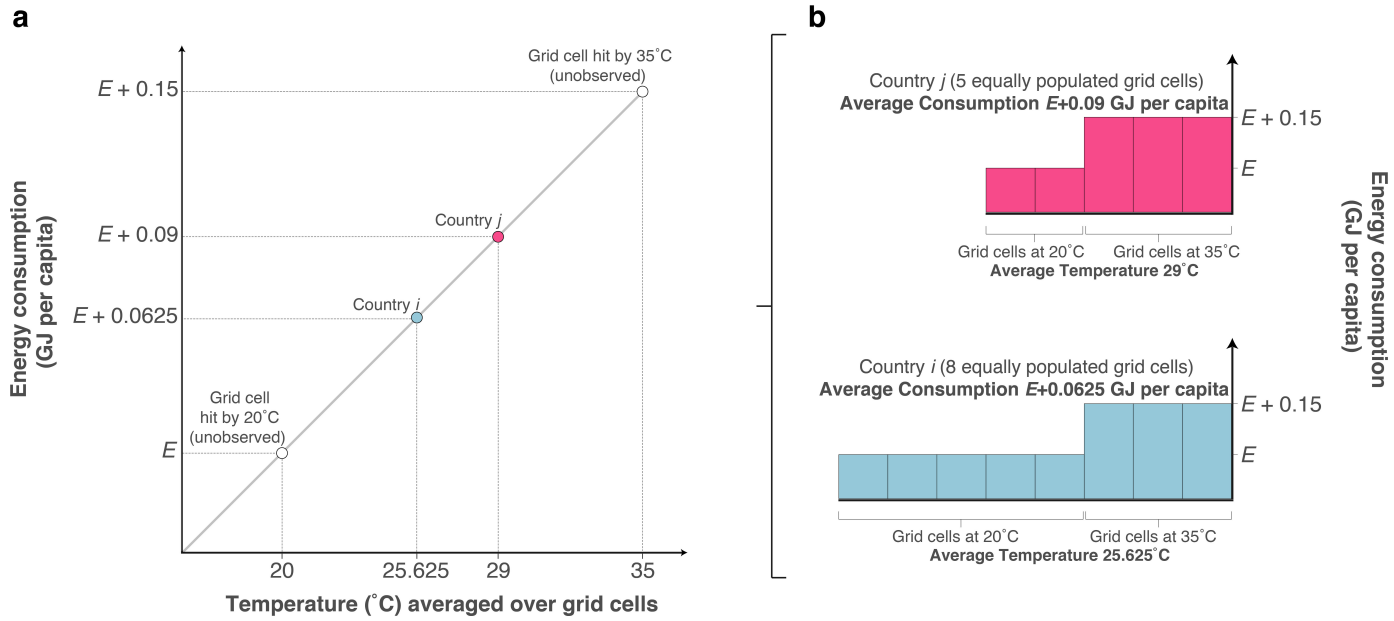 a
Energy consumption
(GJ per capita)
E + 0.15
E + 0.09
E + 0.0625
E
Grid cell hit by 35˚C
(unobserved)
Country j
Country i
Grid cell
hit by 20˚C
(unobserved)
20
25.625
29
35
Temperature (˚C) averaged over grid cells
b
Country j (5 equally populated grid cells)
Average Consumption E+0.09 GJ per capita
E + 0.15
E
Grid cells at 20˚C
Grid cells at 35˚C
Average Temperature 29˚C
Country i (8 equally populated grid cells)
Average Consumption E+0.0625 GJ per capita
E + 0.15
E
Grid cells at 20˚C
Grid cells at 35˚C
Average Temperature 25.625˚C
Energy consumption
(GJ per capita)